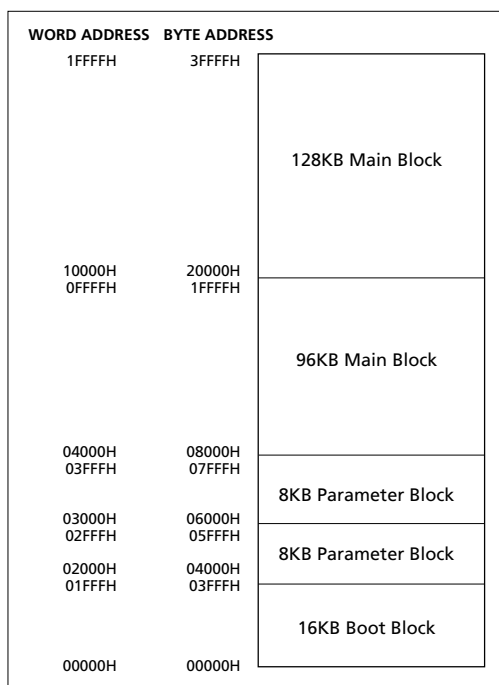 WORD ADDRESS BYTE ADDRESS
1FFFFH 3FFFFH
128KB Main Block
10000H 20000H
0FFFFH 1FFFFH
96KB Main Block
04000H 08000H
03FFFH 07FFFH
8KB Parameter Block
03000H 06000H
02FFFH 05FFFH
8KB Parameter Block
02000H 04000H
01FFFH 03FFFH
16KB Boot Block
00000H 00000H